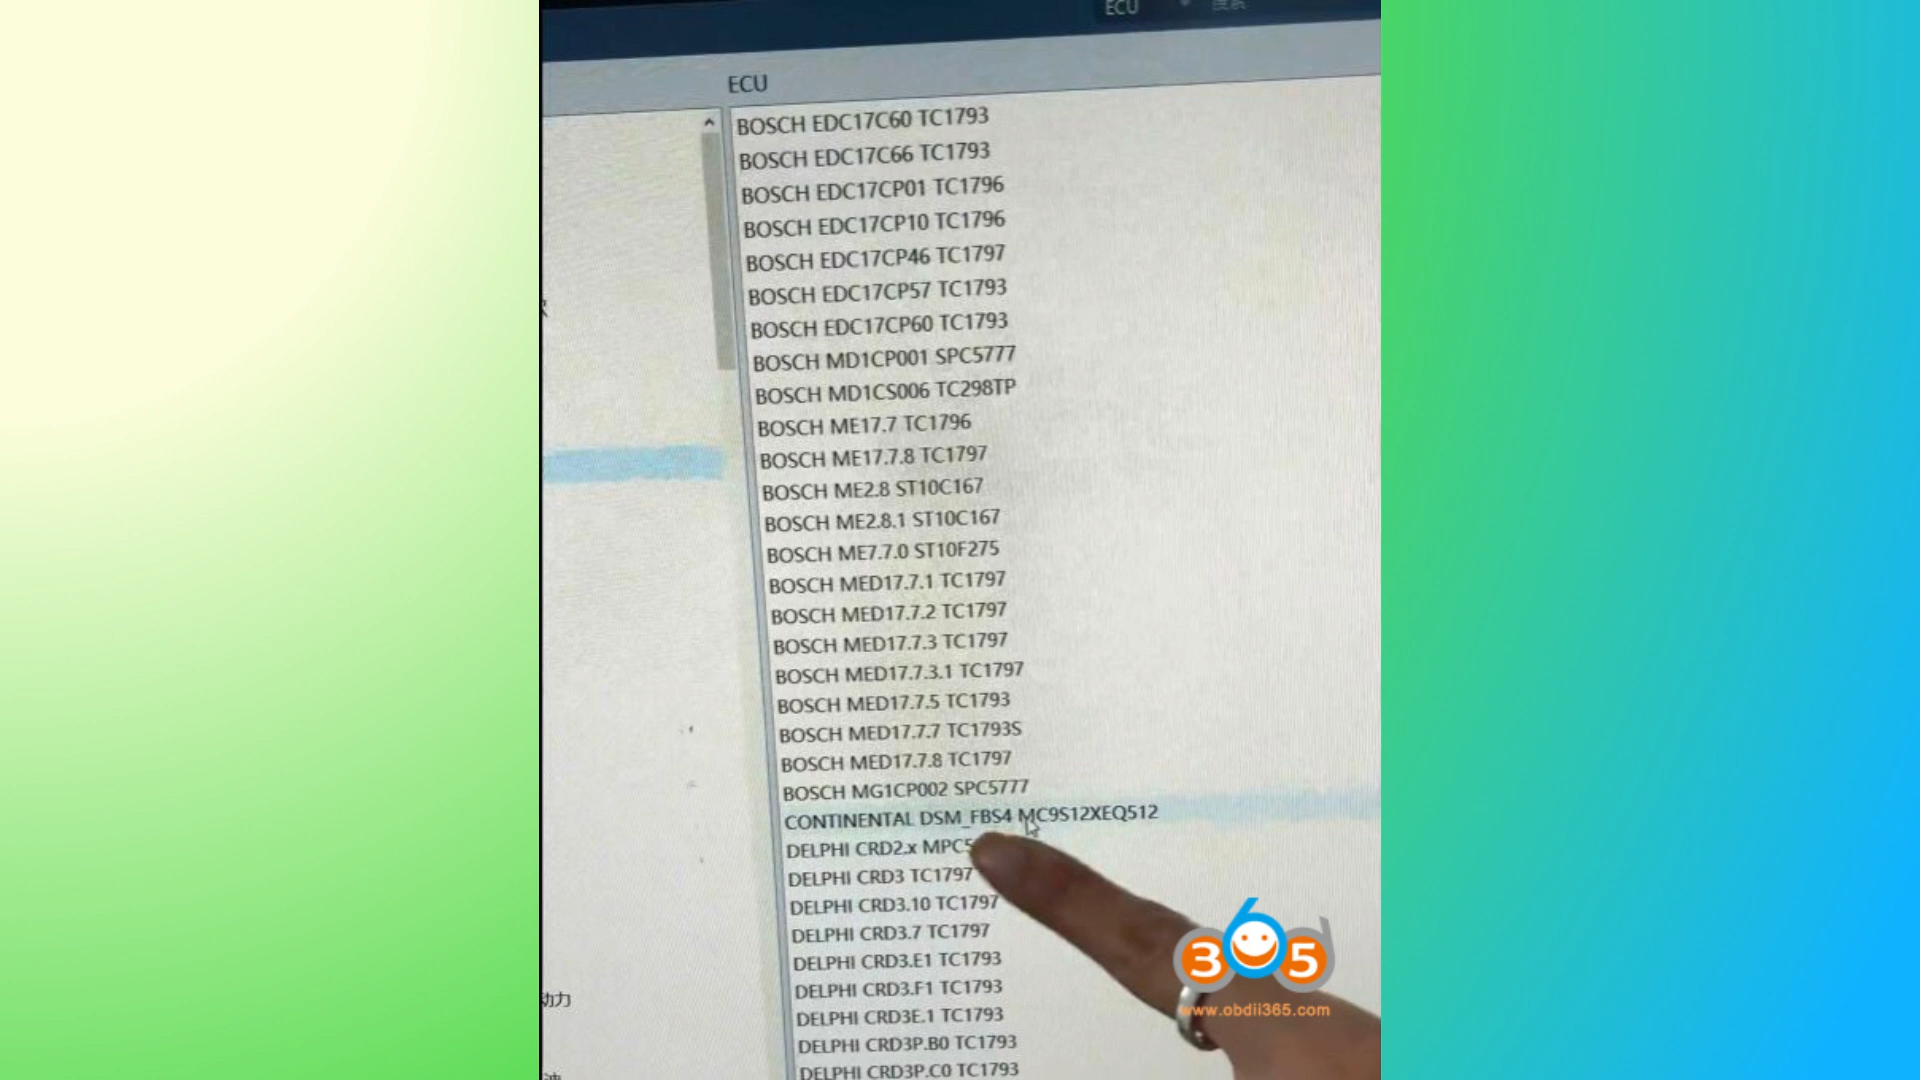 ECU
ECU
BOSCH EDC17C60 TC1793
BOSCH EDC17C66 TC1793
BOSCH EDC17CP01 TC1796
BOSCH EDC17CP10 TC1796
BOSCH EDC17CP46 TC1797
BOSCH EDC17CP57 TC1793
BOSCH EDC17CP60 TC1793
BOSCH MD1CP001 SPC5777
BOSCH MD1CS006 TC298TP
BOSCH ME17.7 TC1796
BOSCH ME17.7.8 TC1797
BOSCH ME2.8 ST10C167
BOSCH ME2.8.1 ST10C167
BOSCH ME7.7.0 ST10F275
BOSCH MED17.7.1 TC1797
BOSCH MED17.7.2 TC1797
BOSCH MED17.7.3 TC1797
BOSCH MED17.7.3.1 TC1797
BOSCH MED17.7.5 TC1793
BOSCH MED17.7.7 TC1793S
BOSCH MED17.7.8 TC1797
BOSCH MG1CP002 SPC5777
CONTINENTAL DSM_FBS4 MC9S12XEQ512
DELPHI CRD2.x MPC5
DELPHI CRD3 TC1797
DELPHI CRD3.10 TC1797
DELPHI CRD3.7 TC1797
DELPHI CRD3.E1 TC1793
DELPHI CRD3.F1 TC1793
DELPHI CRD3E.1 TC1793
DELPHI CRD3P.B0 TC1793
DELPHI CRD3P.C0 TC1793
动力
365
www.obdii365.com